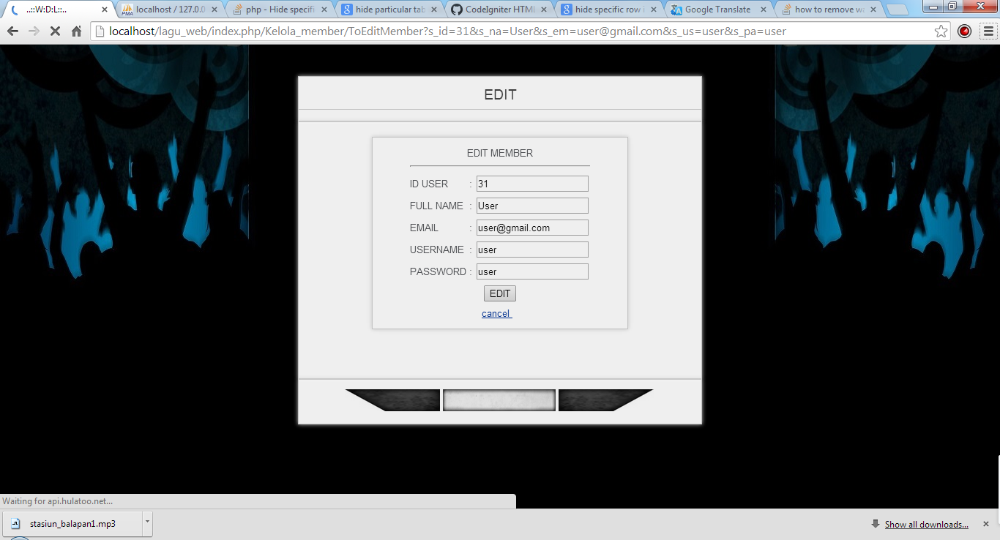 ..::W:D:L::..
localhost / 127.0.0
php - Hide specifi
hide particular tab
CodeIgniter HTML
hide specific row i
Google Translate
how to remove wa
localhost/lagu_web/index.php/Kelola_member/ToEditMember?s_id=31&s_na=User&s_em=user@gmail.com&s_us=user&s_pa=user
EDIT
EDIT MEMBER
ID USER : 31
FULL NAME : User
EMAIL : user@gmail.com
USERNAME : user
PASSWORD : user
EDIT
cancel
Waiting for api.hulatoo.net...
stasiun_balapan1.mp3
Show all downloads...